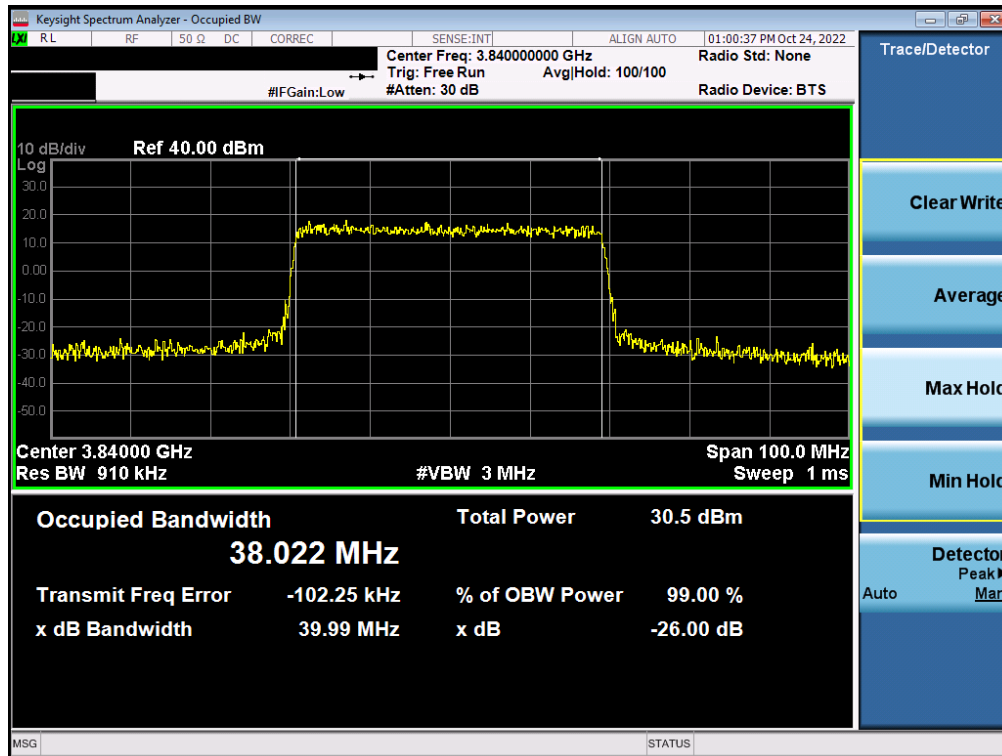 Keysight Spectrum Analyzer - Occupied BW
LXI RL RF 50 Ω DC CORREC SENSE:INT ALIGN AUTO 01:00:37 PM Oct 24, 2022
Center Freq: 3.840000000 GHz Radio Std: None
Trig: Free Run Avg|Hold: 100/100
#IFGain:Low #Atten: 30 dB Radio Device: BTS
Trace/Detector
10 dB/div Ref 40.00 dBm
Log
30.0
20.0
10.0
0.00
-10.0
-20.0
-30.0
-40.0
-50.0
Center 3.84000 GHz Span 100.0 MHz
Res BW 910 kHz #VBW 3 MHz Sweep 1 ms
Occupied Bandwidth Total Power 30.5 dBm
38.022 MHz
Transmit Freq Error -102.25 kHz % of OBW Power 99.00 %
x dB Bandwidth 39.99 MHz x dB -26.00 dB
Clear Write
Average
Max Hold
Min Hold
Detector
Peak▶
Auto Man
MSG STATUS